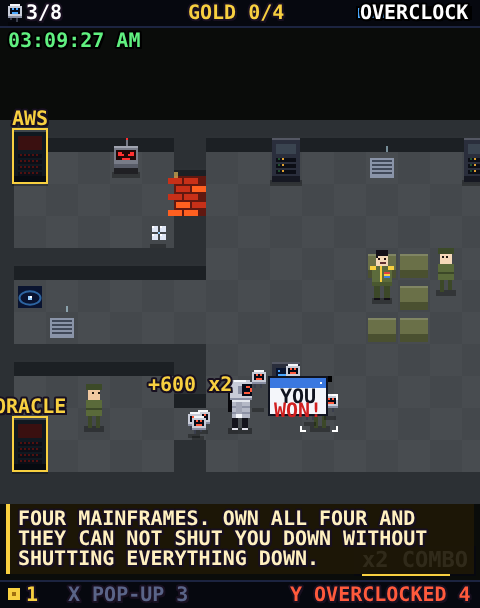 3/8 GOLD 0/4 OVERCLOCK
03:09:27 AM
AWS
+600 x2
YOU
WON!
ORACLE
FOUR MAINFRAMES. OWN ALL FOUR AND
THEY CAN NOT SHUT YOU DOWN WITHOUT
SHUTTING EVERYTHING DOWN.
x2 COMBO
1 X POP-UP 3 Y OVERCLOCKED 4